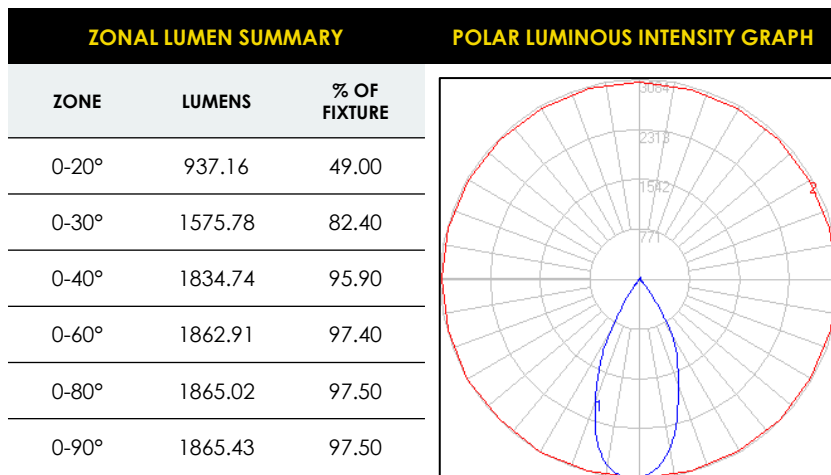 ZONAL LUMEN SUMMARY
ZONE LUMENS % OF FIXTURE
0-20° 937.16 49.00
0-30° 1575.78 82.40
0-40° 1834.74 95.90
0-60° 1862.91 97.40
0-80° 1865.02 97.50
0-90° 1865.43 97.50
POLAR LUMINOUS INTENSITY GRAPH
3084
2313
1542
771
2
1